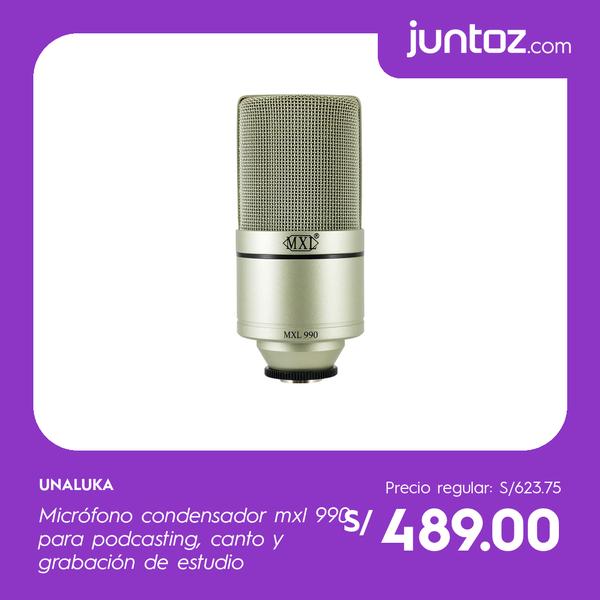 juntoz.com
MXL®
MXL 990
UNALUKA
Micrófono condensador mxl 990
para podcasting, canto y
grabación de estudio
Precio regular: S/623.75
S/ 489.00